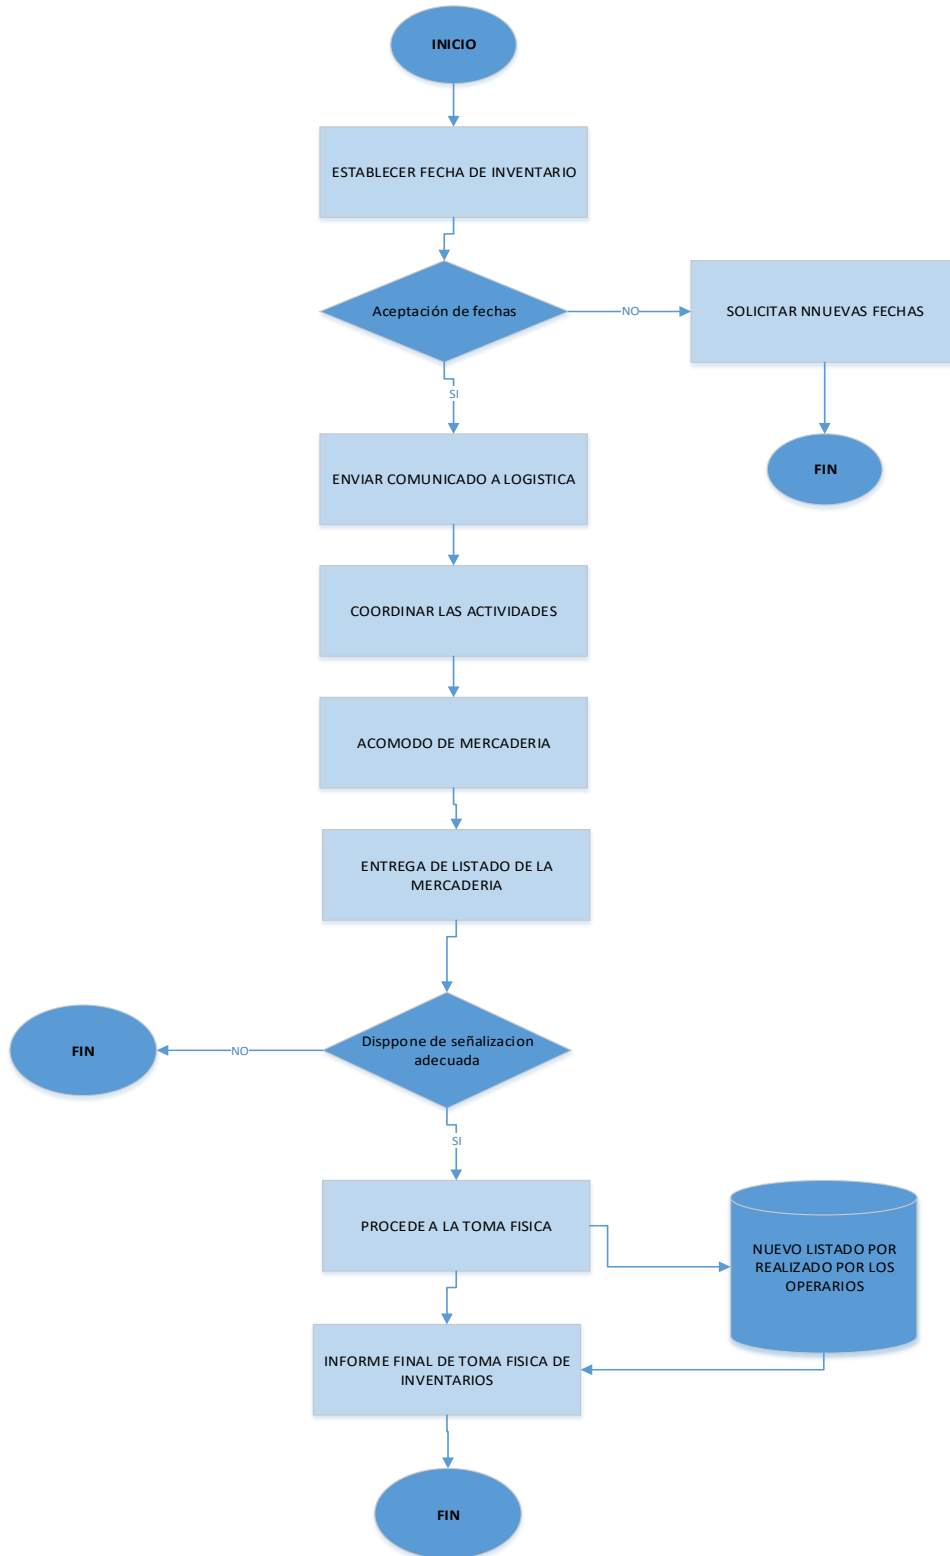 INICIO
ESTABLECER FECHA DE INVENTARIO
Aceptación de fechas
NO
SOLICITAR NNUEVAS FECHAS
SI
FIN
ENVIAR COMUNICADO A LOGISTICA
COORDINAR LAS ACTIVIDADES
ACOMODO DE MERCADERIA
ENTREGA DE LISTADO DE LA
MERCADERIA
Disppone de señalizacion
adecuada
NO
FIN
SI
PROCEDE A LA TOMA FISICA
NUEVO LISTADO POR
REALIZADO POR LOS
OPERARIOS
INFORME FINAL DE TOMA FISICA DE
INVENTARIOS
FIN